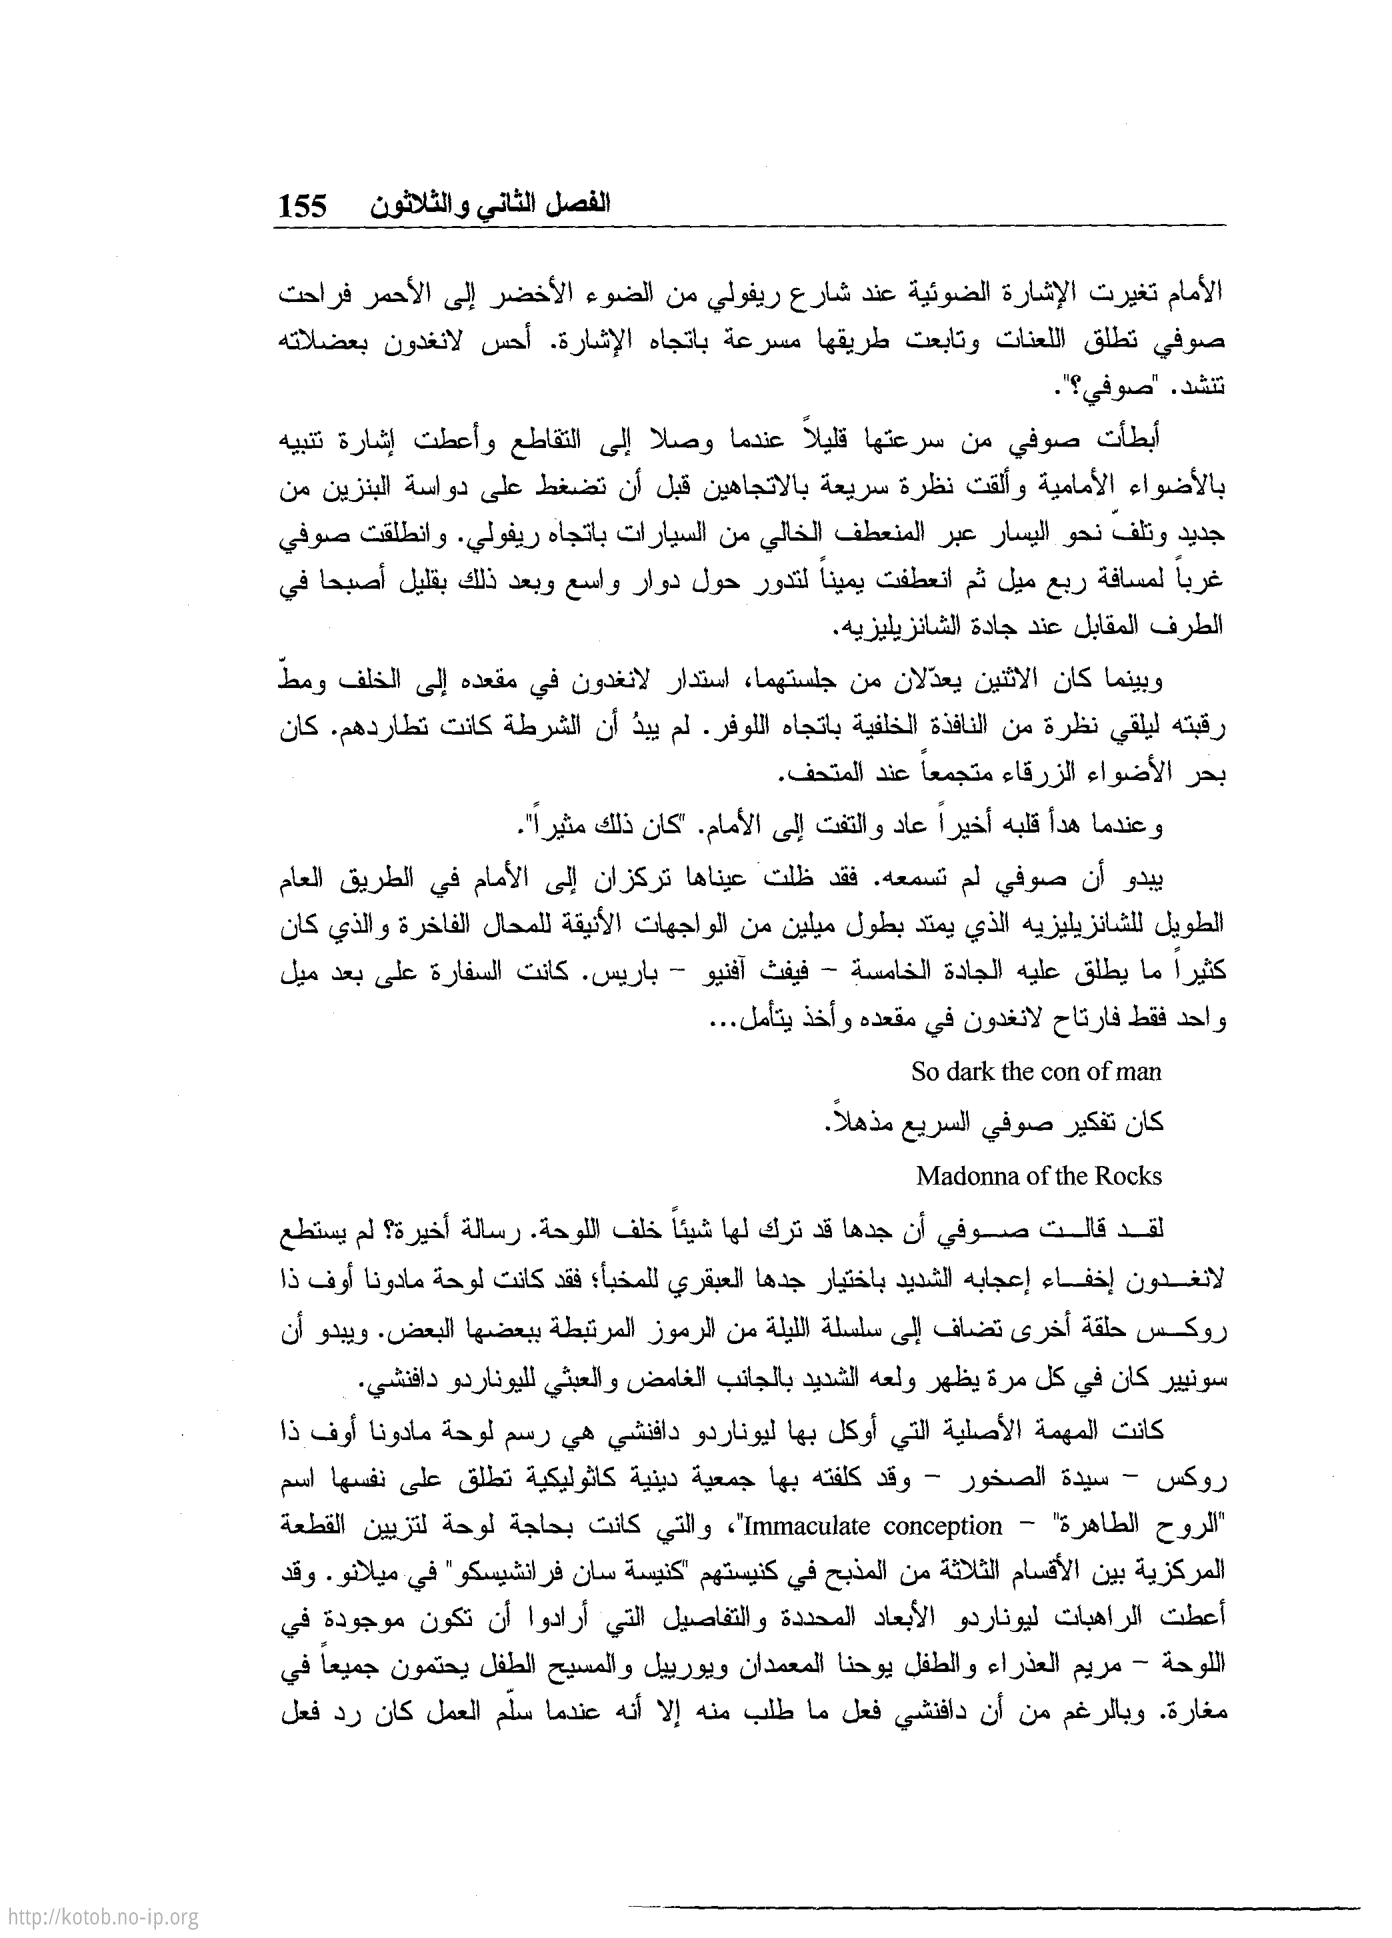 الفصل الثاني والثلاثون 155
الأمام تغيرت الإشارة الضوئية عند شارع ريفولي من الضوء الأخضر إلى الأحمر فراحت
صوفي تطلق اللعنات وتابعت طريقها مسرعة باتجاه الإشارة. أحس لانغدون بعضلاته
تنشد. "صوفي؟".
أبطأت صوفي من سرعتها قليلاً عندما وصلا إلى التقاطع وأعطت إشارة تنبيه
بالأضواء الأمامية وألقت نظرة سريعة بالاتجاهين قبل أن تضغط على دواسة البنزين من
جديد وتلفّ نحو اليسار عبر المنعطف الخالي من السيارات باتجاه ريفولي. وانطلقت صوفي
غرباً لمسافة ربع ميل ثم انعطفت يميناً لتدور حول دوار واسع وبعد ذلك بقليل أصبحا في
الطرف المقابل عند جادة الشانزيليزيه.
وبينما كان الاثنين يعدّلان من جلستهما، استدار لانغدون في مقعده إلى الخلف ومطّ
رقبته ليلقي نظرة من النافذة الخلفية باتجاه اللوفر. لم يبدُ أن الشرطة كانت تطاردهم. كان
بحر الأضواء الزرقاء متجمعاً عند المتحف.
وعندما هدأ قلبه أخيراً عاد والتفت إلى الأمام. "كان ذلك مثيراً".
يبدو أن صوفي لم تسمعه. فقد ظلت عيناها تركزان إلى الأمام في الطريق العام
الطويل للشانزيليزيه الذي يمتد بطول ميلين من الواجهات الأنيقة للمحال الفاخرة والذي كان
كثيراً ما يطلق عليه الجادة الخامسة – فيفث آفنيو – باريس. كانت السفارة على بعد ميل
واحد فقط فارتاح لانغدون في مقعده وأخذ يتأمل...
So dark the con of man
كان تفكير صوفي السريع مذهلاً.
Madonna of the Rocks
لقد قالت صوفي أن جدها قد ترك لها شيئاً خلف اللوحة. رسالة أخيرة؟ لم يستطع
لانغدون إخفاء إعجابه الشديد باختيار جدها العبقري للمخبأ؛ فقد كانت لوحة مادونا أوف ذا
روكس حلقة أخرى تضاف إلى سلسلة الليلة من الرموز المرتبطة ببعضها البعض. ويبدو أن
سونيير كان في كل مرة يظهر ولعه الشديد بالجانب الغامض والعبثي لليوناردو دافنشي.
كانت المهمة الأصلية التي أوكل بها ليوناردو دافنشي هي رسم لوحة مادونا أوف ذا
روكس – سيدة الصخور – وقد كلفته بها جمعية دينية كاثوليكية تطلق على نفسها اسم
"الروح الطاهرة" – Immaculate conception"، والتي كانت بحاجة لوحة لتزيين القطعة
المركزية بين الأقسام الثلاثة من المذبح في كنيستهم "كنيسة سان فرانشيسكو" في ميلانو. وقد
أعطت الراهبات ليوناردو الأبعاد المحددة والتفاصيل التي أرادوا أن تكون موجودة في
اللوحة – مريم العذراء والطفل يوحنا المعمدان ويورييل والمسيح الطفل يحتمون جميعاً في
مغارة. وبالرغم من أن دافنشي فعل ما طلب منه إلا أنه عندما سلّم العمل كان رد فعل
http://kotob.no-ip.org